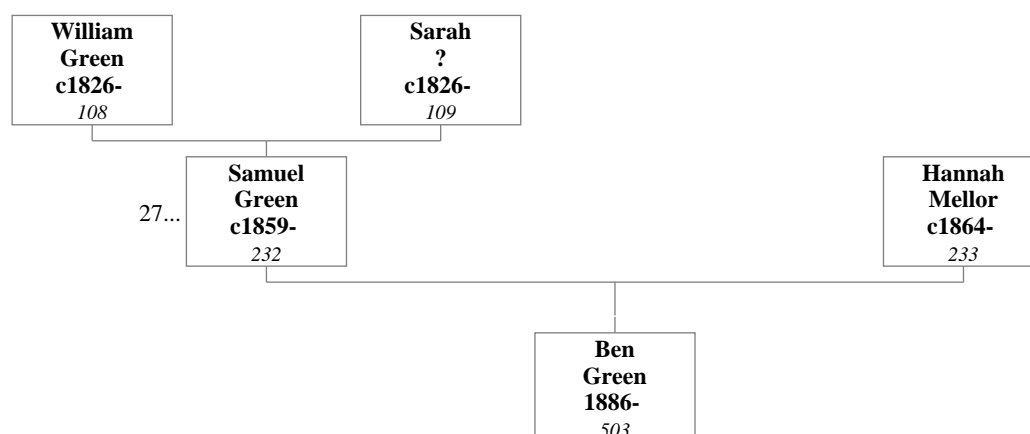 William
Green
c1826-
108
Sarah
?
c1826-
109
27...
Samuel
Green
c1859-
232
Hannah
Mellor
c1864-
233
Ben
Green
1886-
503